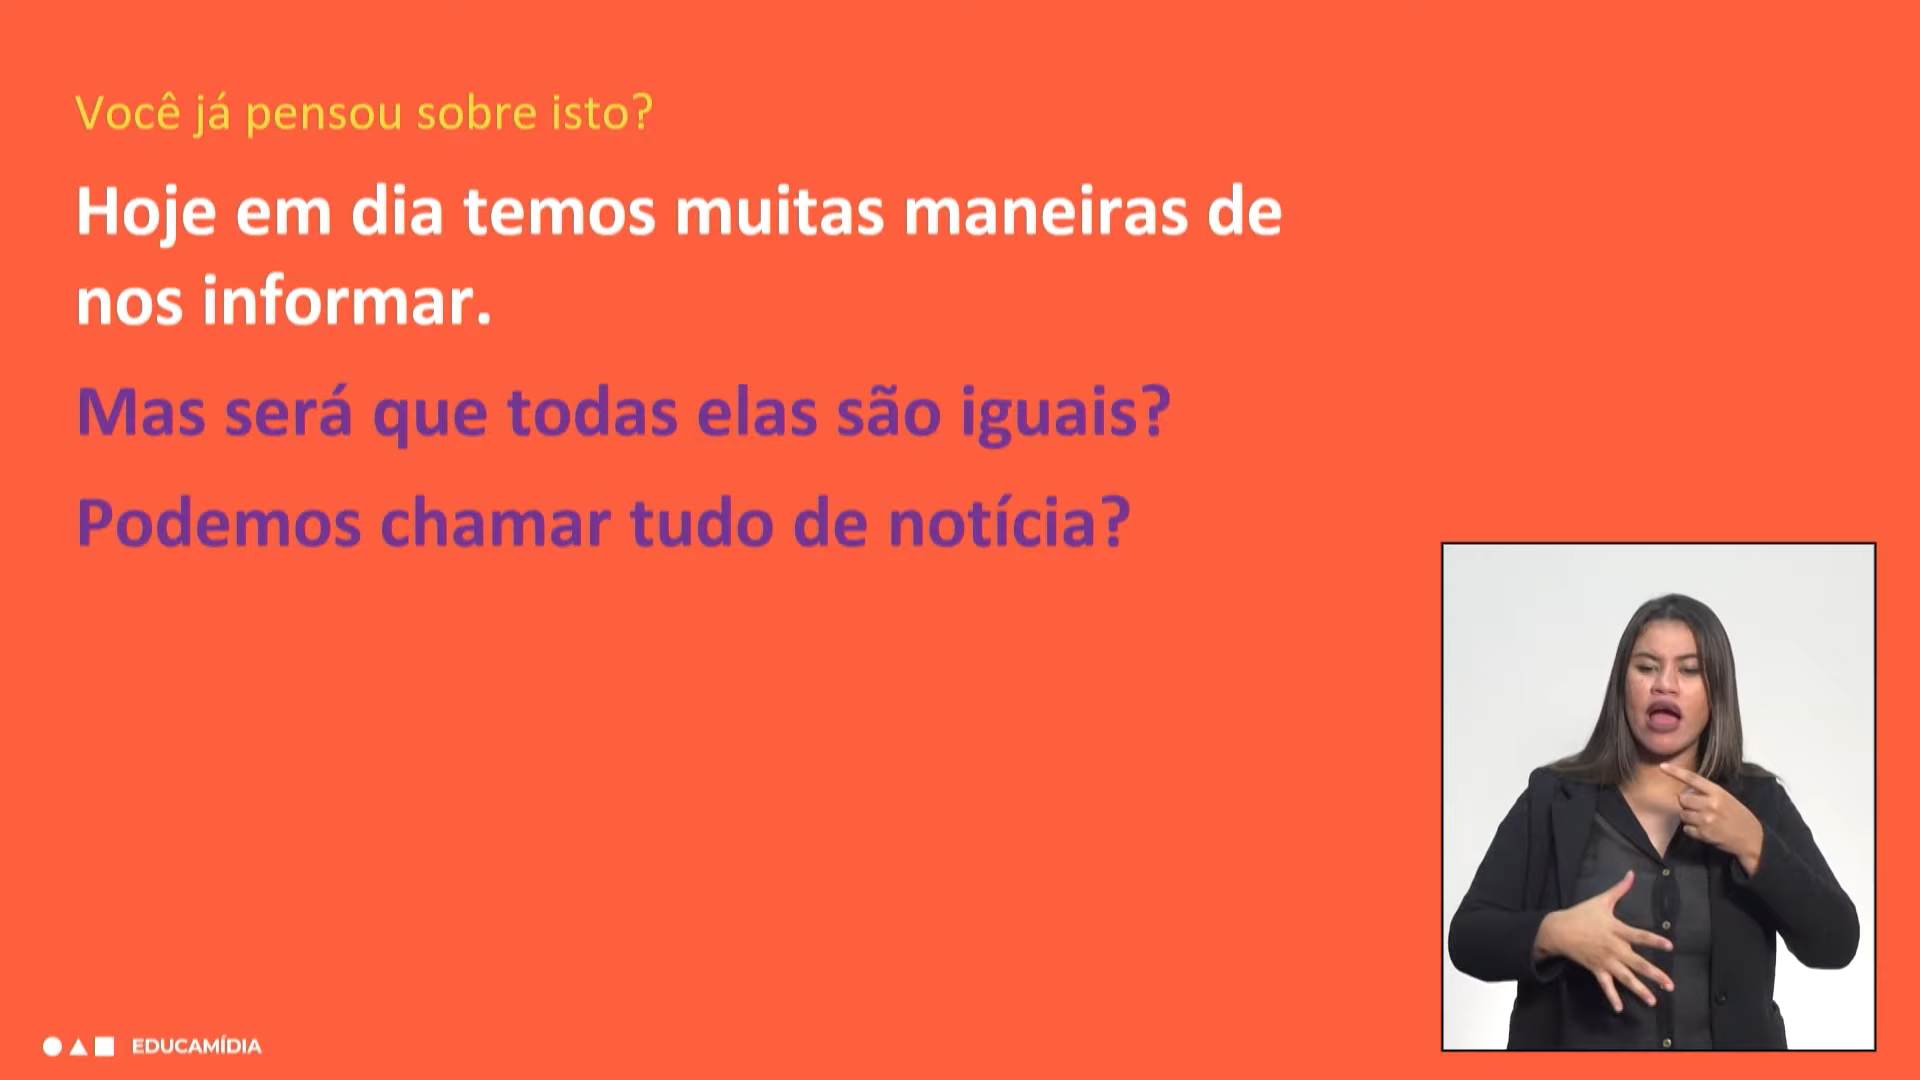 Você já pensou sobre isto?
Hoje em dia temos muitas maneiras de
nos informar.
Mas será que todas elas são iguais?
Podemos chamar tudo de notícia?
EDUCAMÍDIA